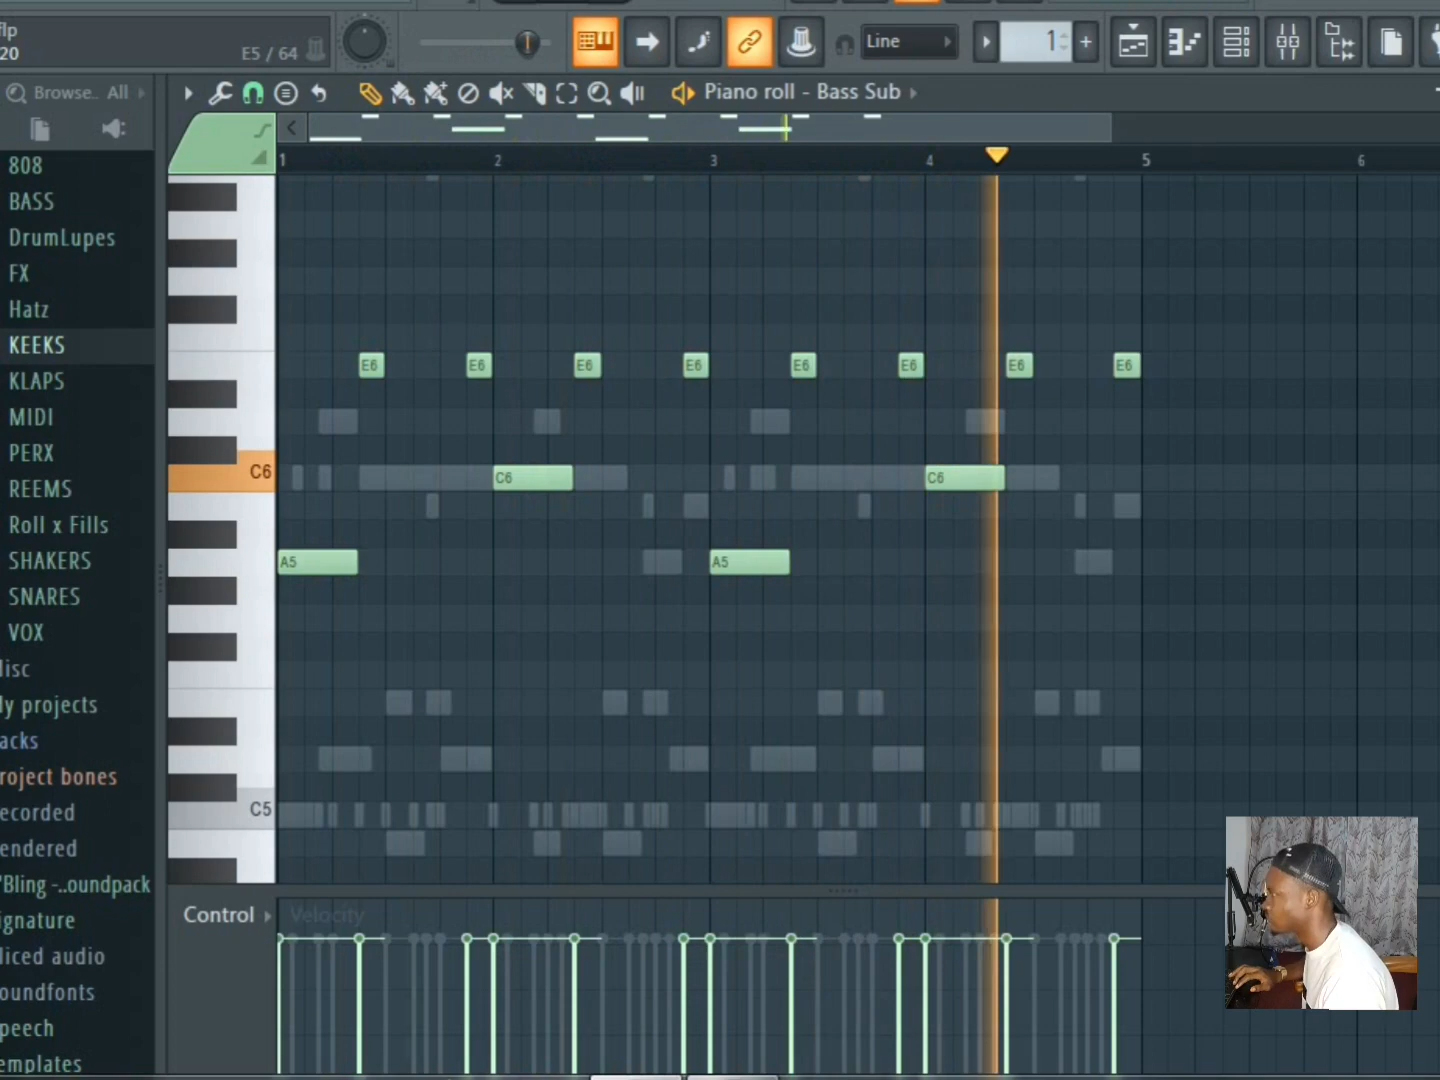 flp
20
E5 / 64
Line
1
+
Browse.. All
Piano roll - Bass Sub
1 2 3 4 5 6
808
BASS
DrumLupes
FX
Hatz
KEEKS
KLAPS
MIDI
PERX
REEMS
Roll x Fills
SHAKERS
SNARES
VOX
lisc
ly projects
acks
roject bones
ecorded
endered
'Bling -..oundpack
ignature
liced audio
oundfonts
peech
emplates
E6 E6 E6 E6 E6 E6 E6 E6
C6
C6 C6
A5 A5
C5
Control
Velocity